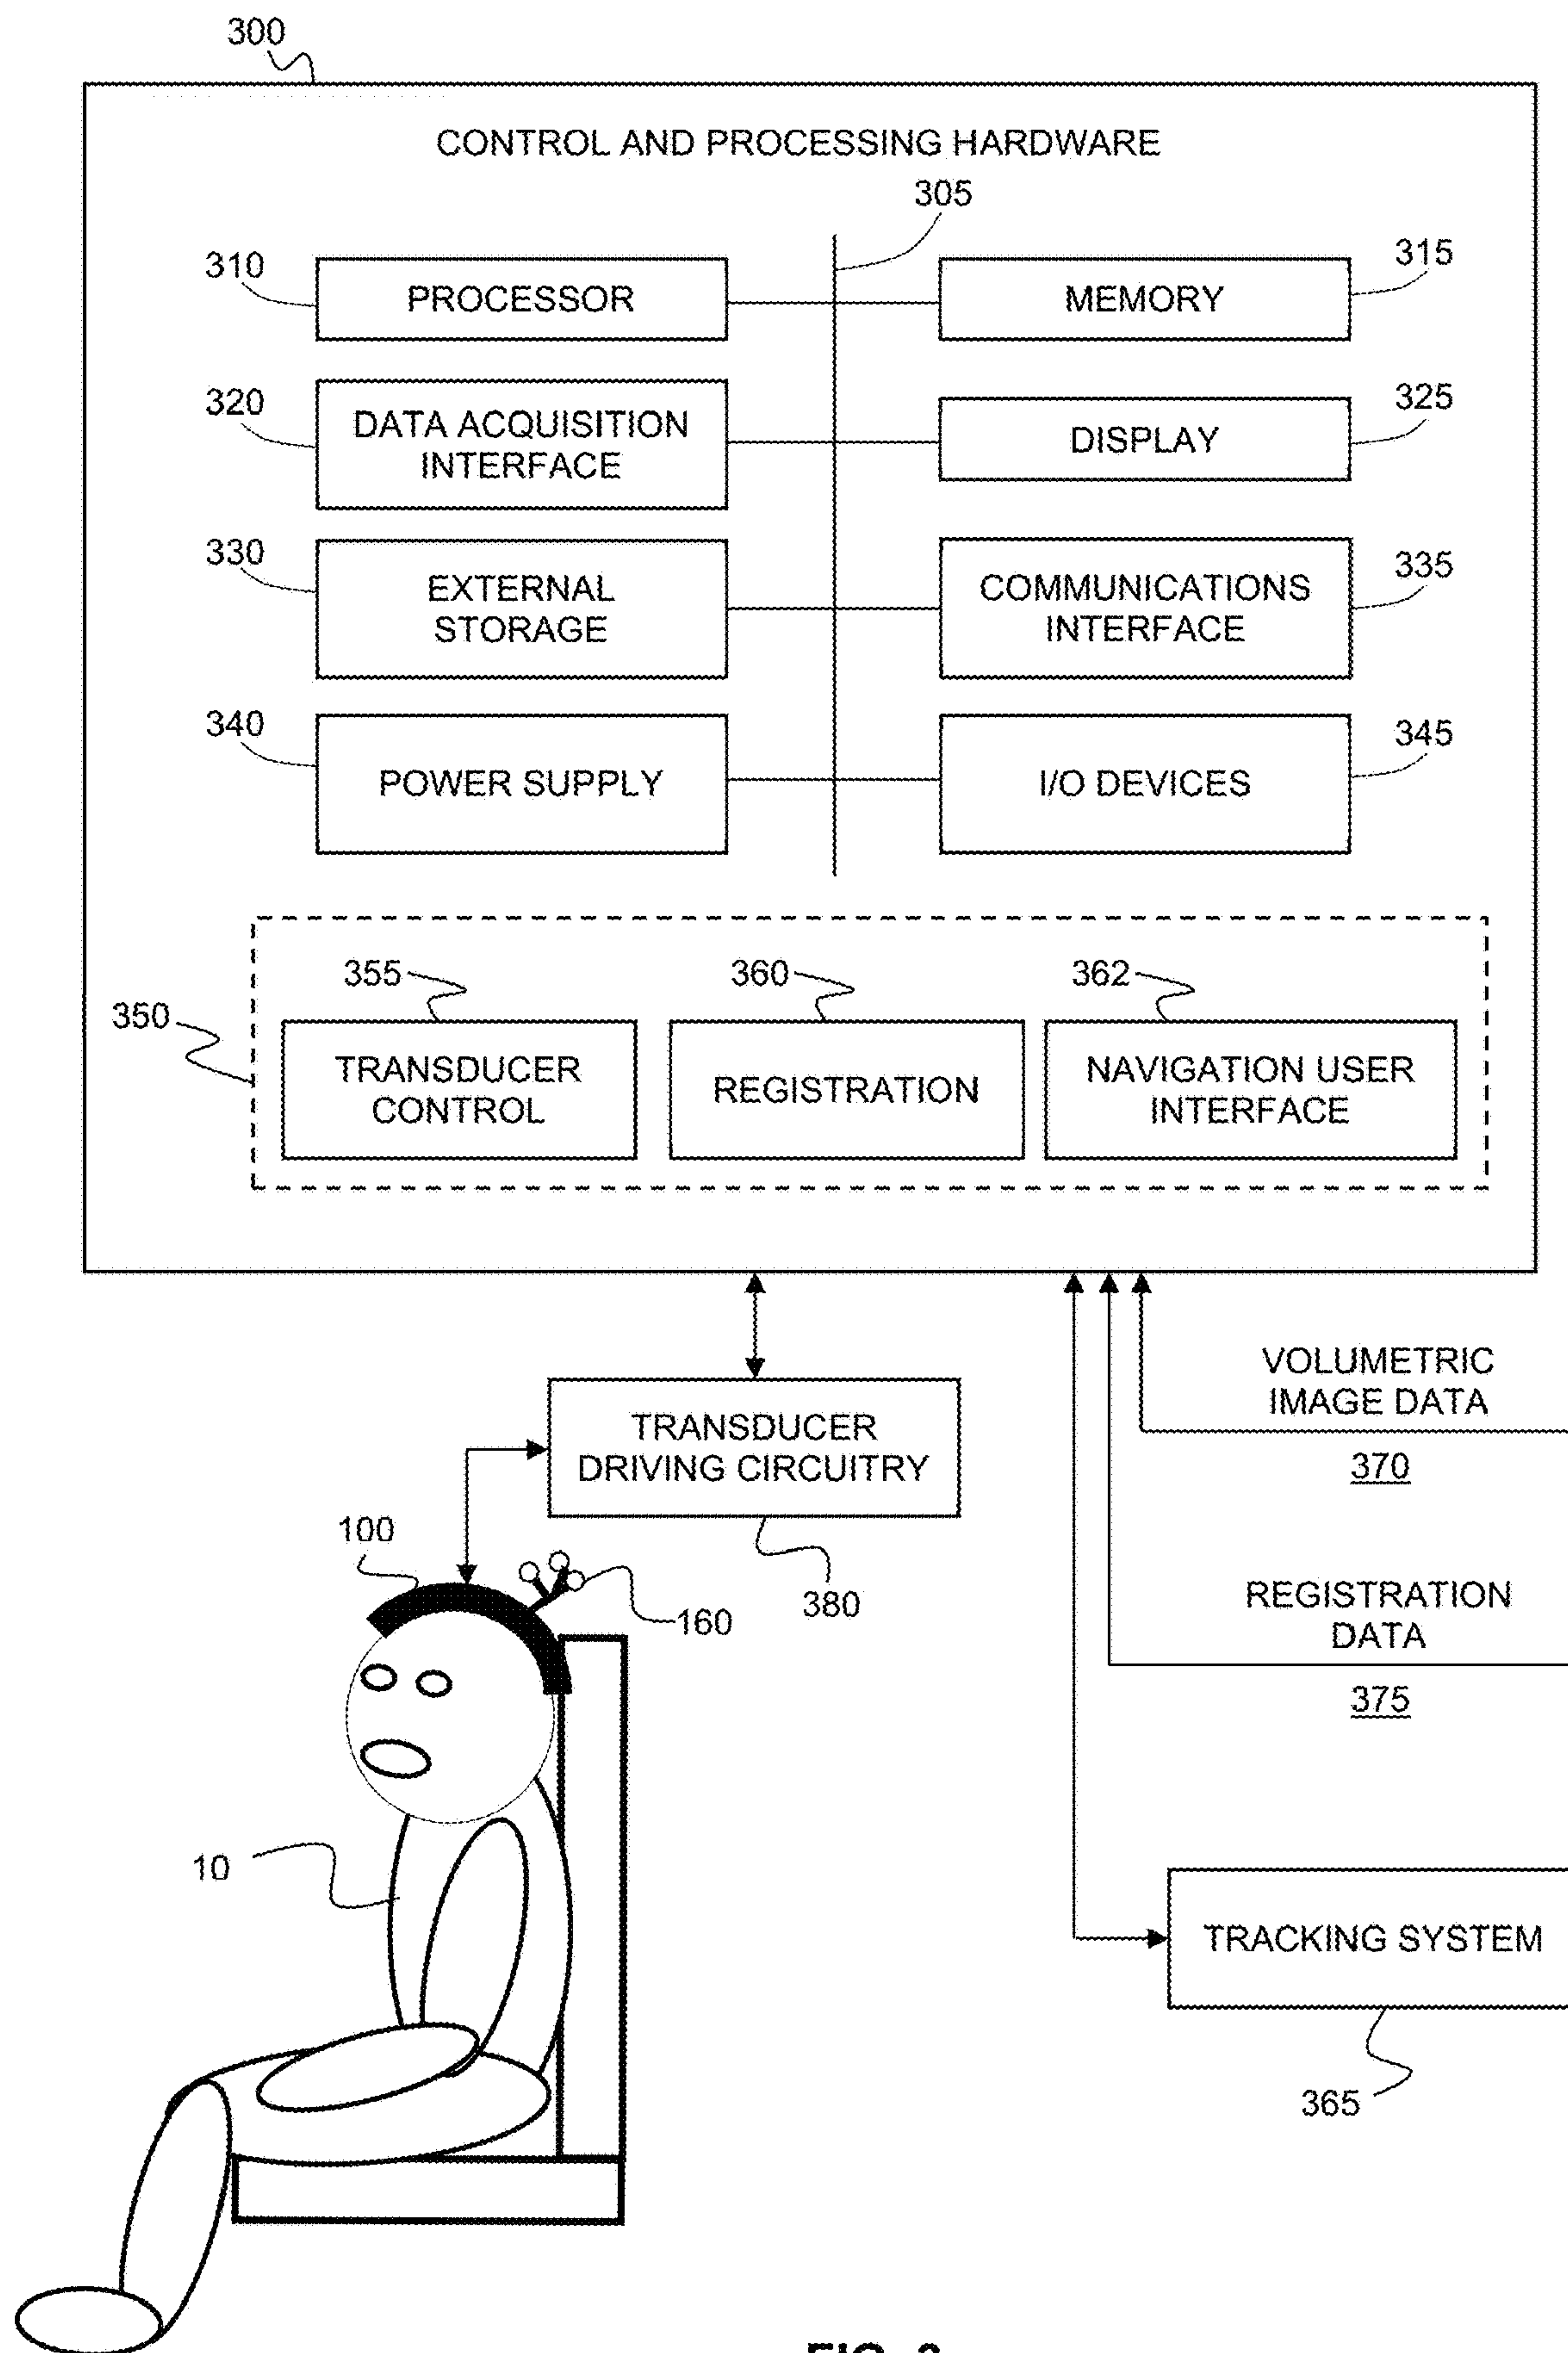 300
CONTROL AND PROCESSING HARDWARE
305
310
PROCESSOR
MEMORY
315
320
DATA ACQUISITION
INTERFACE
DISPLAY
325
330
EXTERNAL
STORAGE
COMMUNICATIONS
INTERFACE
335
340
POWER SUPPLY
I/O DEVICES
345
350
355
TRANSDUCER
CONTROL
360
REGISTRATION
362
NAVIGATION USER
INTERFACE
VOLUMETRIC
IMAGE DATA
370
TRANSDUCER
DRIVING CIRCUITRY
380
100
160
REGISTRATION
DATA
375
10
TRACKING SYSTEM
365